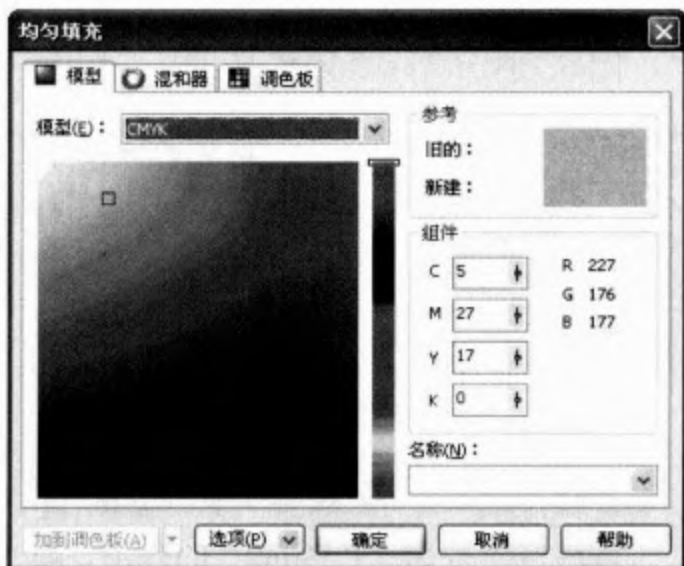 均匀填充
模型 混和器 调色板
模型(E)： CMYK
参考
旧的：
新建：
组件
C 5 R 227
M 27 G 176
Y 17 B 177
K 0
名称(N)：
加到调色板(A) 选项(P) 确定 取消 帮助